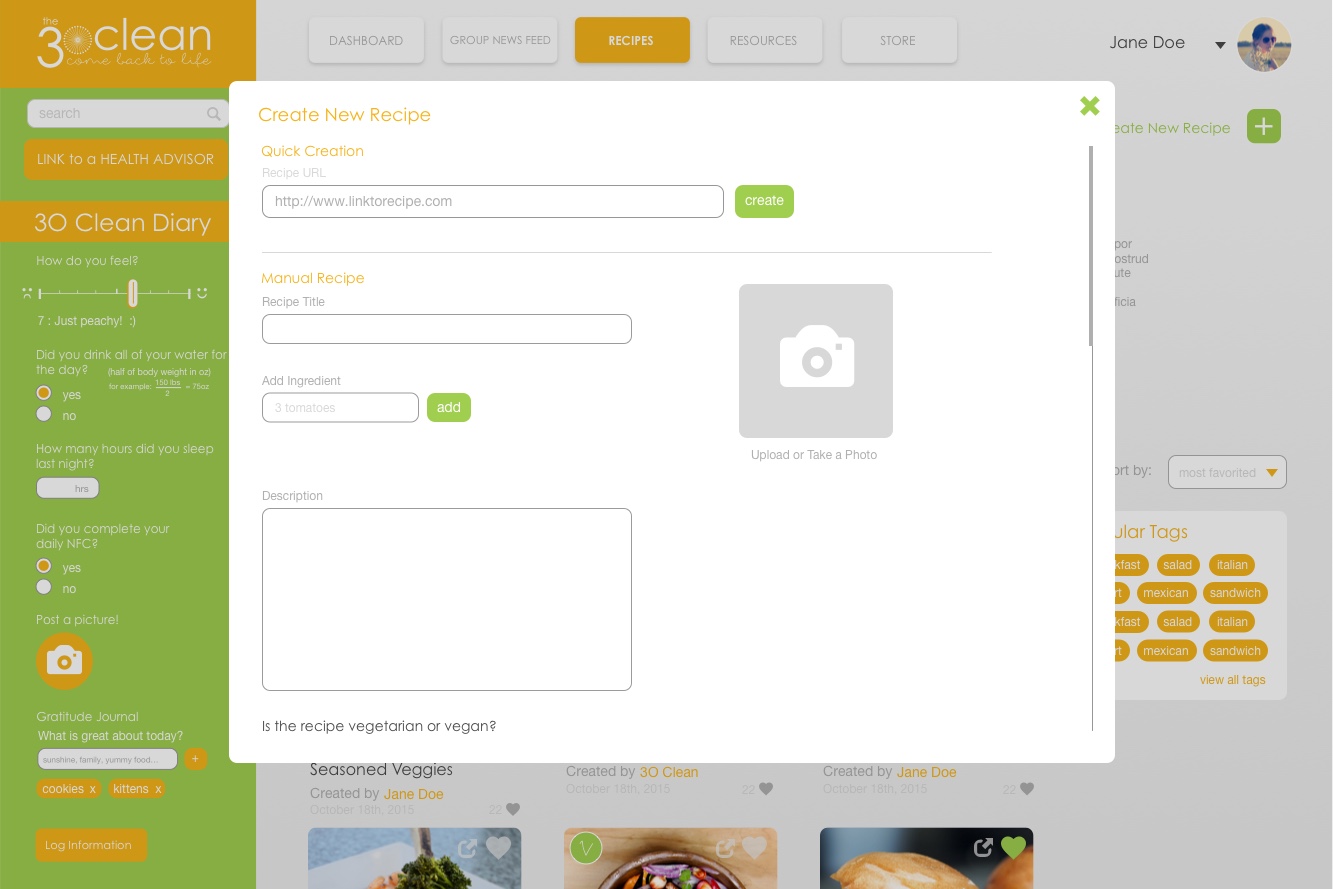 the
30clean
come back to life
DASHBOARD
GROUP NEWS FEED
RECIPES
RESOURCES
STORE
Jane Doe
search
LINK to a HEALTH ADVISOR
3O Clean Diary
How do you feel?
7 : Just peachy! :)
Did you drink all of your water for
the day? (half of body weight in oz)
for example: 150 lbs / 2 = 75oz
yes
no
How many hours did you sleep
last night?
hrs
Did you complete your
daily NFC?
yes
no
Post a picture!
Gratitude Journal
What is great about today?
sunshine, family, yummy food...
+
cookies x
kittens x
Log Information
Create New Recipe
Quick Creation
Recipe URL
http://www.linktorecipe.com
create
Manual Recipe
Recipe Title
Add Ingredient
3 tomatoes
add
Upload or Take a Photo
Description
Is the recipe vegetarian or vegan?
eate New Recipe
por
ostrud
ute
ficia
ort by:
most favorited
ular Tags
kfast salad italian
rt mexican sandwich
kfast salad italian
rt mexican sandwich
view all tags
Seasoned Veggies
Created by Jane Doe
October 18th, 2015 22
Created by 3O Clean
October 18th, 2015 22
Created by Jane Doe
October 18th, 2015 22
V